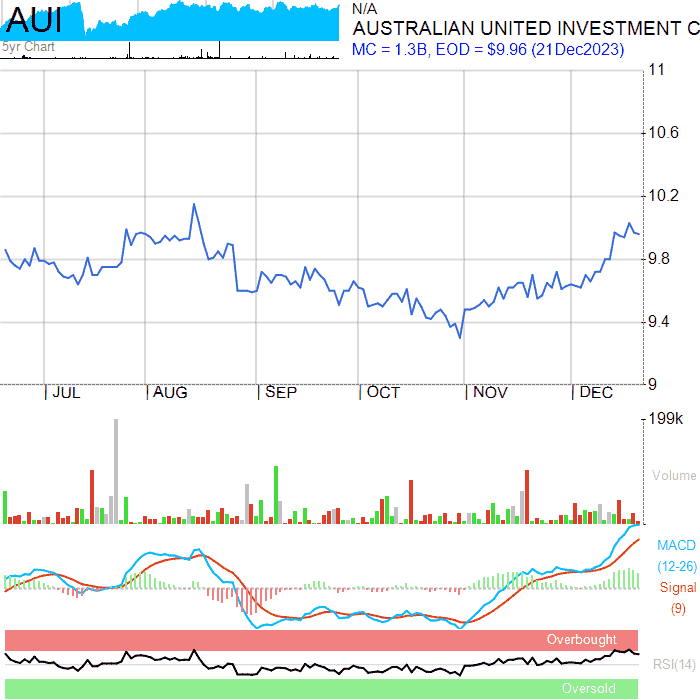 AUI
5yr Chart
N/A
AUSTRALIAN UNITED INVESTMENT C
MC = 1.3B, EOD = $9.96 (21Dec2023)
11
10.6
10.2
9.8
9.4
9
JUL AUG SEP OCT NOV DEC
199k
Volume
MACD
(12-26)
Signal
(9)
Overbought
RSI(14)
Oversold